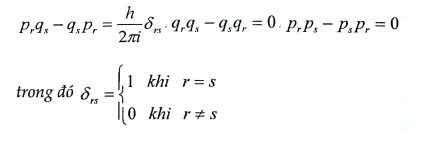 p_r q_s − q_s p_r = h/2πi δ_rs · q_r q_s − q_s q_r = 0 · p_r p_s − p_s p_r = 0
trong đó δ_rs = { 1 khi r = s
0 khi r ≠ s